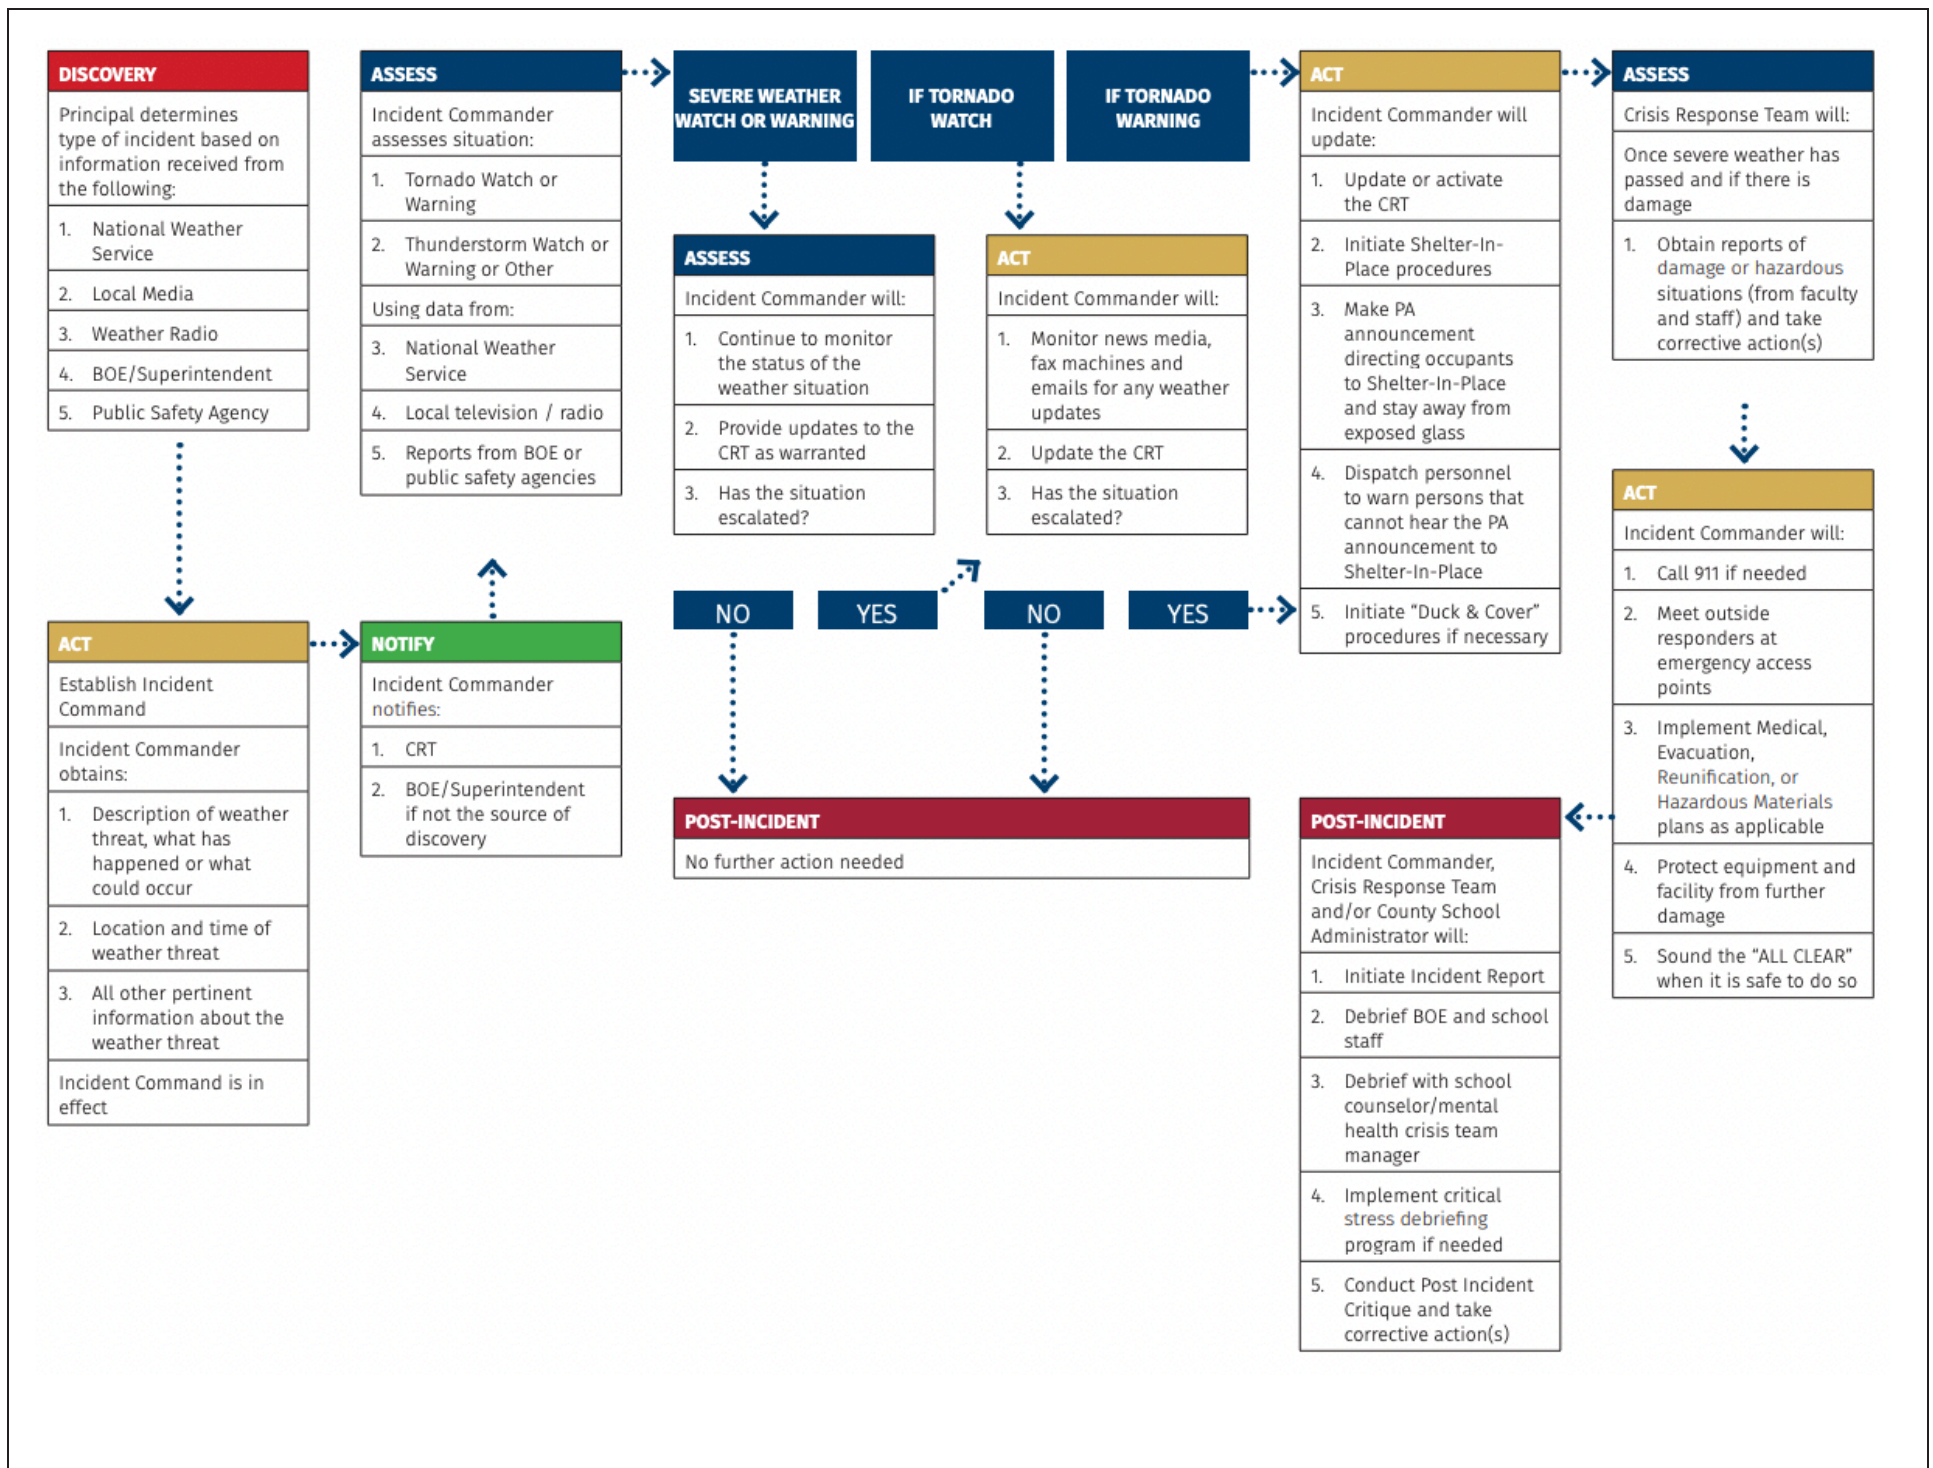 DISCOVERY
Principal determines
type of incident based on
information received from
the following:
1. National Weather
Service
2. Local Media
3. Weather Radio
4. BOE/Superintendent
5. Public Safety Agency
ACT
Establish Incident
Command
Incident Commander
obtains:
1. Description of weather
threat, what has
happened or what
could occur
2. Location and time of
weather threat
3. All other pertinent
information about the
weather threat
Incident Command is in
effect
NOTIFY
Incident Commander
notifies:
1. CRT
2. BOE/Superintendent
if not the source of
discovery
ASSESS
Incident Commander
assesses situation:
1. Tornado Watch or
Warning
2. Thunderstorm Watch or
Warning or Other
Using data from:
3. National Weather
Service
4. Local television / radio
5. Reports from BOE or
public safety agencies
SEVERE WEATHER
WATCH OR WARNING
IF TORNADO
WATCH
IF TORNADO
WARNING
ASSESS
Incident Commander will:
1. Continue to monitor
the status of the
weather situation
2. Provide updates to the
CRT as warranted
3. Has the situation
escalated?
NO
YES
ACT
Incident Commander will:
1. Monitor news media,
fax machines and
emails for any weather
updates
2. Update the CRT
3. Has the situation
escalated?
NO
YES
POST-INCIDENT
No further action needed
ACT
Incident Commander will
update:
1. Update or activate
the CRT
2. Initiate Shelter-In-
Place procedures
3. Make PA
announcement
directing occupants
to Shelter-In-Place
and stay away from
exposed glass
4. Dispatch personnel
to warn persons that
cannot hear the PA
announcement to
Shelter-In-Place
5. Initiate “Duck & Cover”
procedures if necessary
ASSESS
Crisis Response Team will:
Once severe weather has
passed and if there is
damage
1. Obtain reports of
damage or hazardous
situations (from faculty
and staff) and take
corrective action(s)
ACT
Incident Commander will:
1. Call 911 if needed
2. Meet outside
responders at
emergency access
points
3. Implement Medical,
Evacuation,
Reunification, or
Hazardous Materials
plans as applicable
4. Protect equipment and
facility from further
damage
5. Sound the “ALL CLEAR”
when it is safe to do so
POST-INCIDENT
Incident Commander,
Crisis Response Team
and/or County School
Administrator will:
1. Initiate Incident Report
2. Debrief BOE and school
staff
3. Debrief with school
counselor/mental
health crisis team
manager
4. Implement critical
stress debriefing
program if needed
5. Conduct Post Incident
Critique and take
corrective action(s)